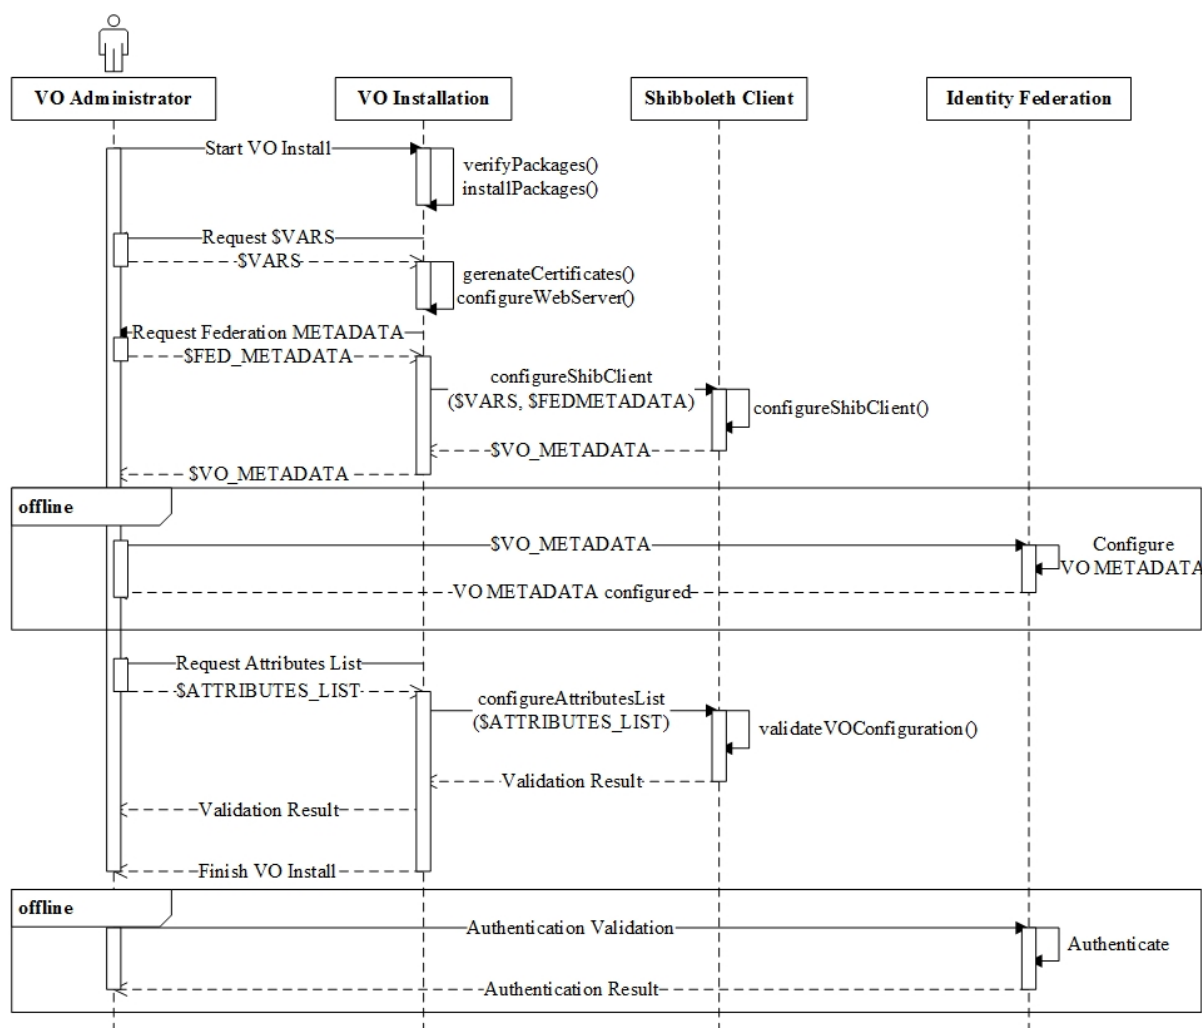 VO Administrator
VO Installation
Shibboleth Client
Identity Federation
Start VO Install
verifyPackages()
installPackages()
Request $VARS
$VARS
gerenateCertificates()
configureWebServer()
Request Federation METADATA
$FED_METADATA
configureShibClient
($VARS, $FEDMETADATA)
configureShibClient()
$VO_METADATA
$VO_METADATA
offline
$VO_METADATA
Configure
VO METADATA
VO METADATA configured
Request Attributes List
$ATTRIBUTES_LIST
configureAttributesList
($ATTRIBUTES_LIST)
validateVOConfiguration()
Validation Result
Validation Result
Finish VO Install
offline
Authentication Validation
Authenticate
Authentication Result